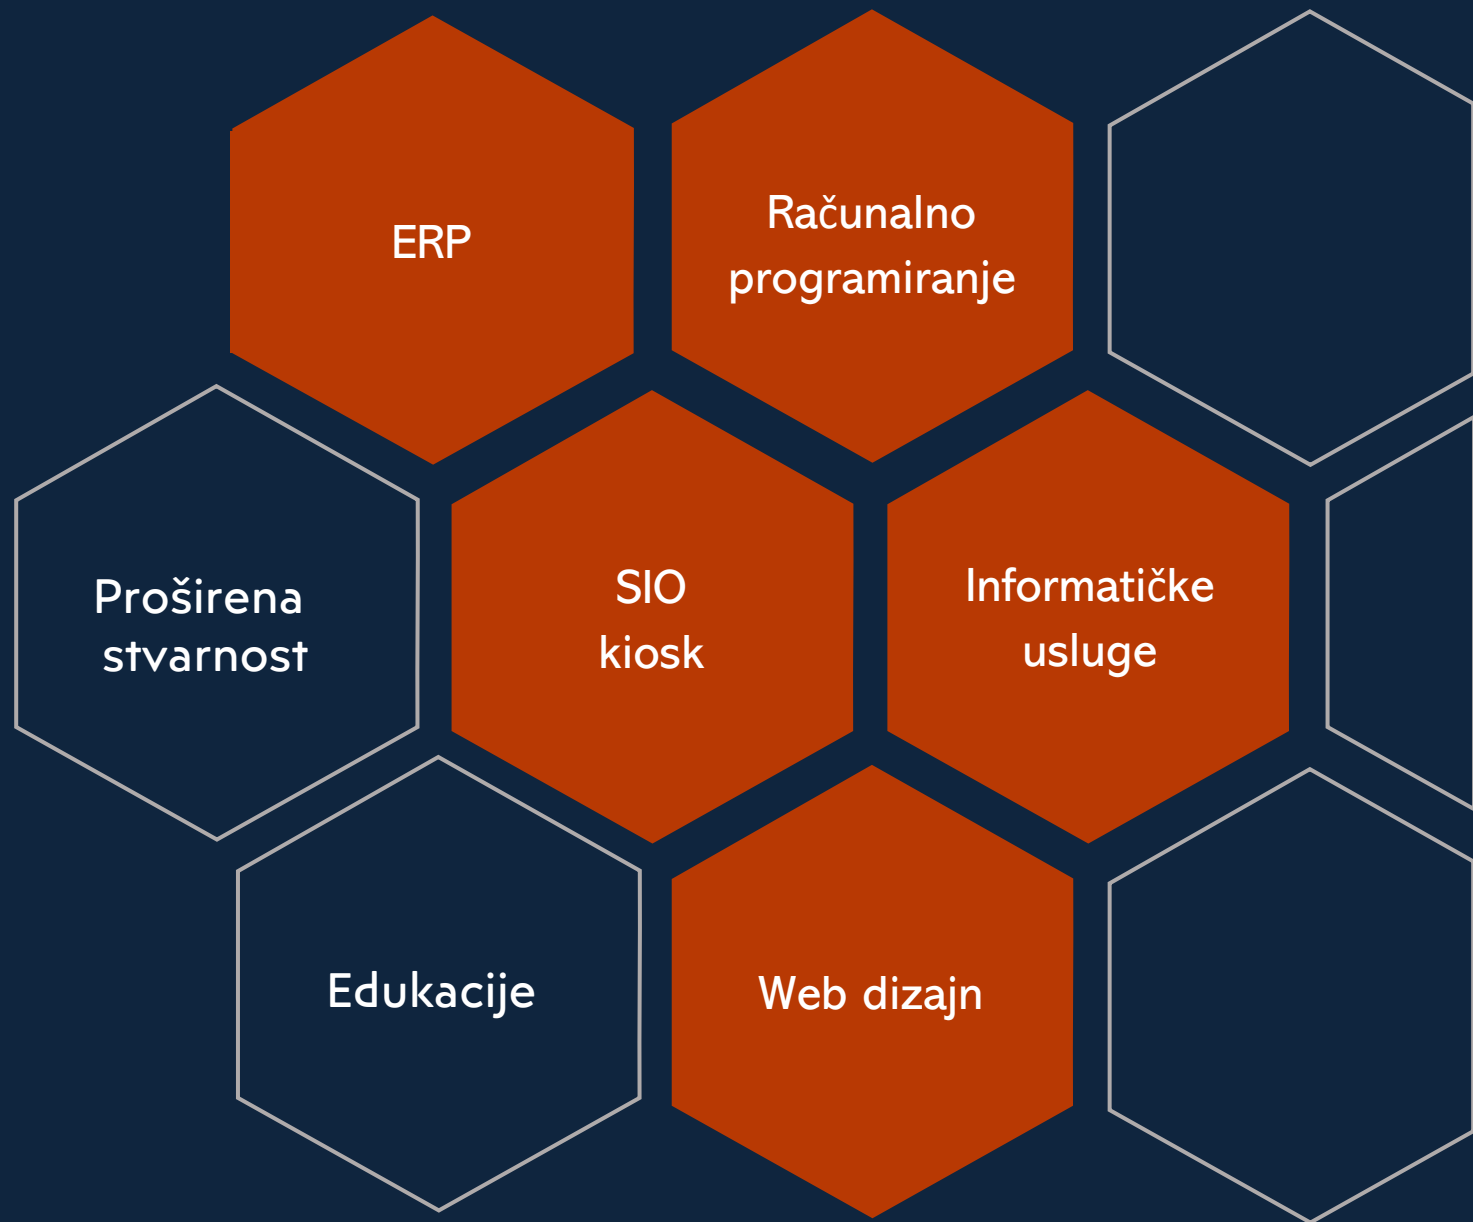 ERP
Računalno
programiranje
Proširena
stvarnost
SIO
kiosk
Informatičke
usluge
Edukacije
Web dizajn